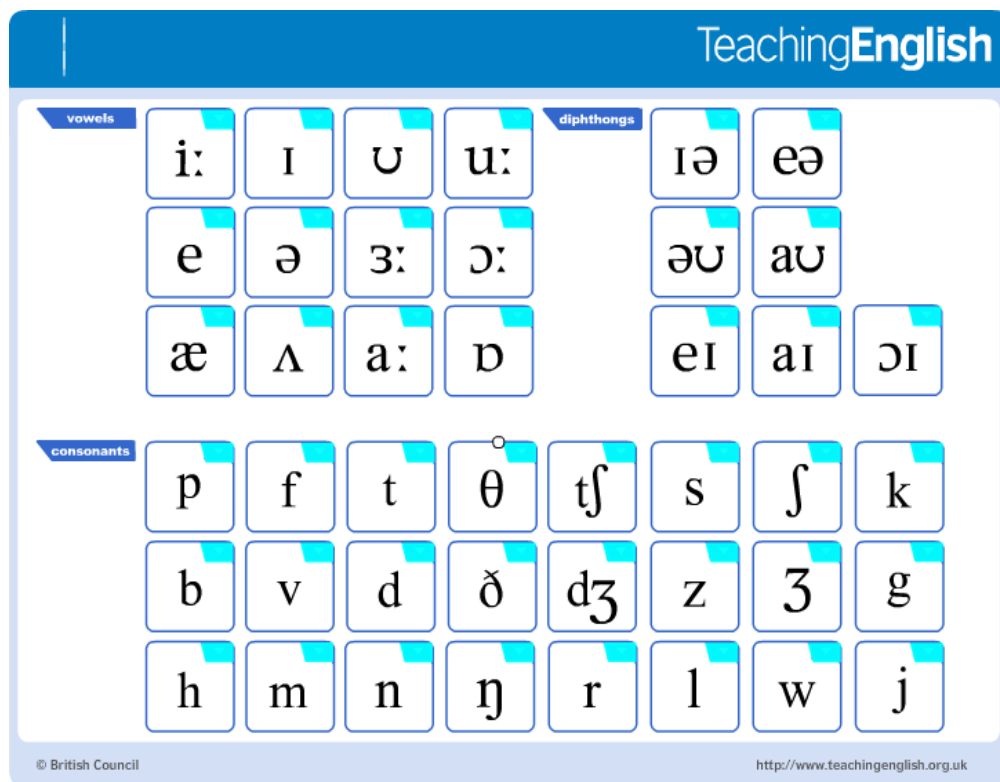 TeachingEnglish
vowels iː ɪ ʊ uː diphthongs ɪə eə
e ə ɜː ɔː əʊ aʊ
æ ʌ aː ɒ eɪ aɪ ɔɪ
consonants p f t θ tʃ s ʃ k
b v d ð dʒ z ʒ g
h m n ŋ r l w j
© British Council http://www.teachingenglish.org.uk